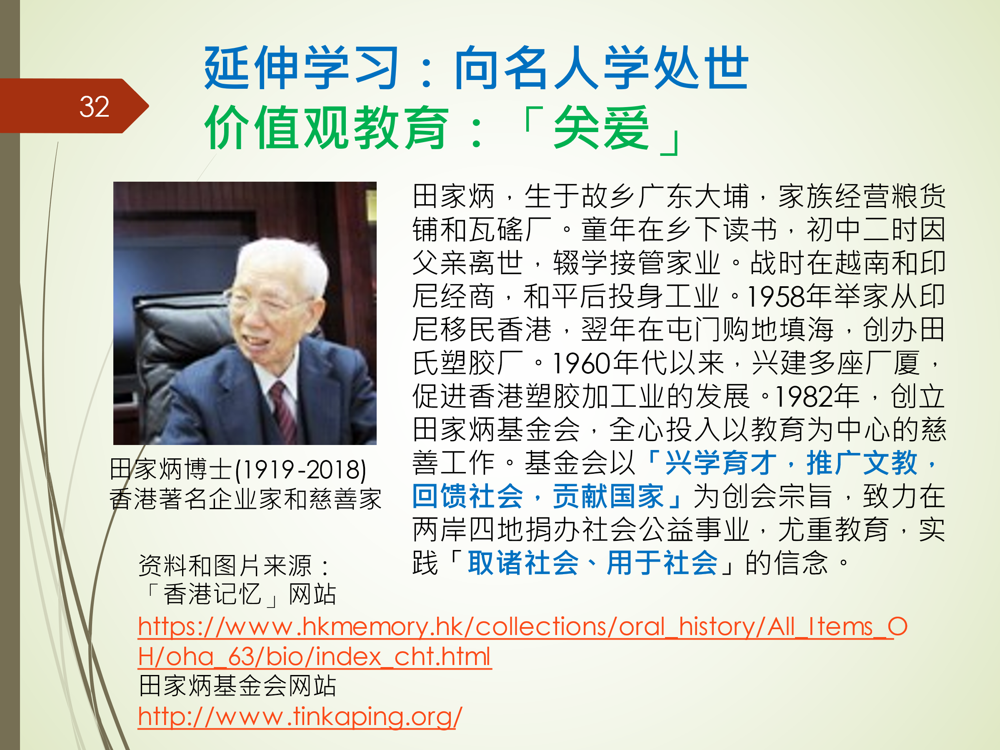 延伸学习：向名人学处世
价值观教育：「关爱」
32
田家炳，生于故乡广东大埔，家族经营粮货
铺和瓦磘厂。童年在乡下读书，初中二时因
父亲离世，辍学接管家业。战时在越南和印
尼经商，和平后投身工业。1958年举家从印
尼移民香港，翌年在屯门购地填海，创办田
氏塑胶厂。1960年代以来，兴建多座厂厦，
促进香港塑胶加工业的发展。1982年，创立
田家炳基金会，全心投入以教育为中心的慈
善工作。基金会以「兴学育才，推广文教，
回馈社会，贡献国家」为创会宗旨，致力在
两岸四地捐办社会公益事业，尤重教育，实
践「取诸社会、用于社会」的信念。
田家炳博士(1919-2018)
香港著名企业家和慈善家
资料和图片来源：
「香港记忆」网站
https://www.hkmemory.hk/collections/oral_history/All_Items_O
H/oha_63/bio/index_cht.html
田家炳基金会网站
http://www.tinkaping.org/